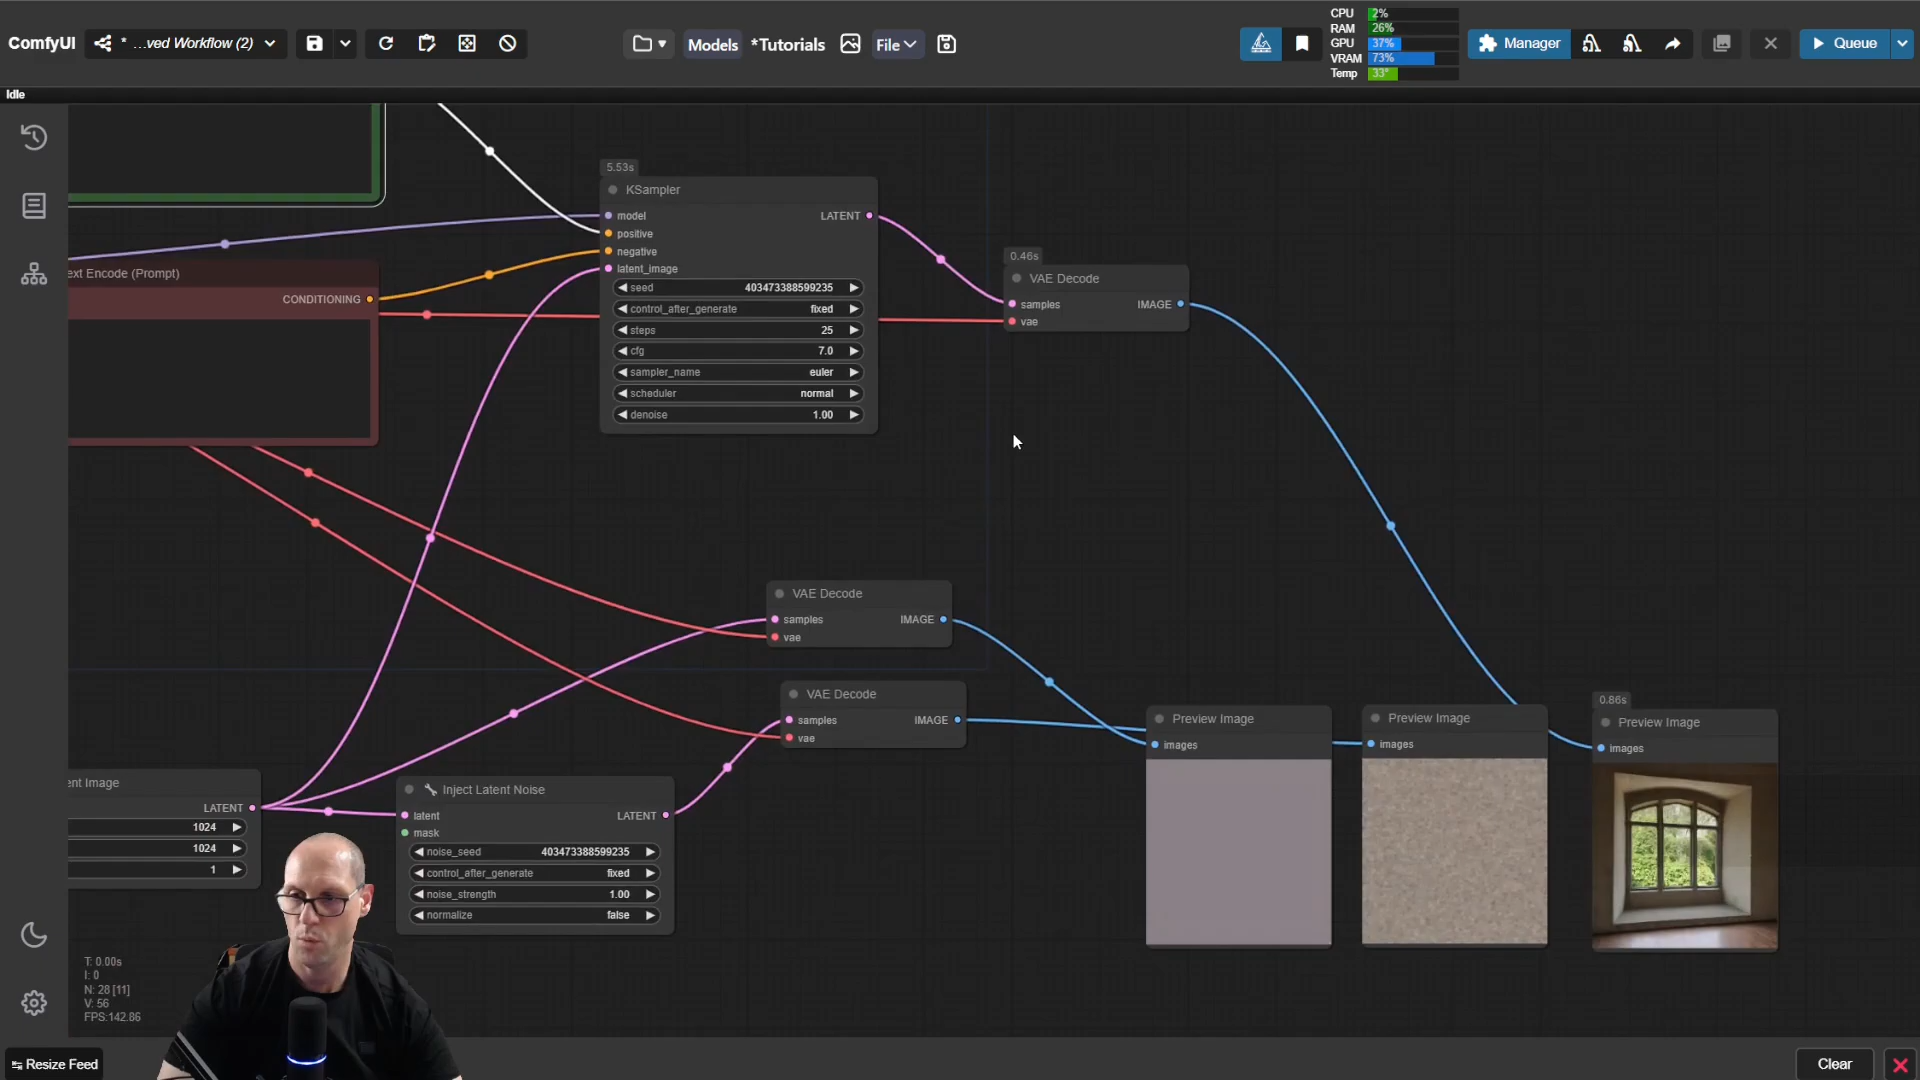 ComfyUI
* ...ved Workflow (2)
Models
*Tutorials
File
CPU 2%
RAM 26%
GPU 37%
VRAM 73%
Temp 33°
Manager
Queue
Idle
5.53s
KSampler
model LATENT
positive
negative
latent_image
seed 403473388599235
control_after_generate fixed
steps 25
cfg 7.0
sampler_name euler
scheduler normal
denoise 1.00
0.46s
VAE Decode
samples IMAGE
vae
ext Encode (Prompt)
CONDITIONING
VAE Decode
samples IMAGE
vae
VAE Decode
samples IMAGE
vae
ent Image
LATENT
1024
1024
1
Inject Latent Noise
latent LATENT
mask
noise_seed 403473388599235
control_after_generate fixed
noise_strength 1.00
normalize false
Preview Image
images
Preview Image
images
0.86s
Preview Image
images
T: 0.00s
I: 0
N: 28 [11]
V: 56
FPS:142.86
Resize Feed
Clear